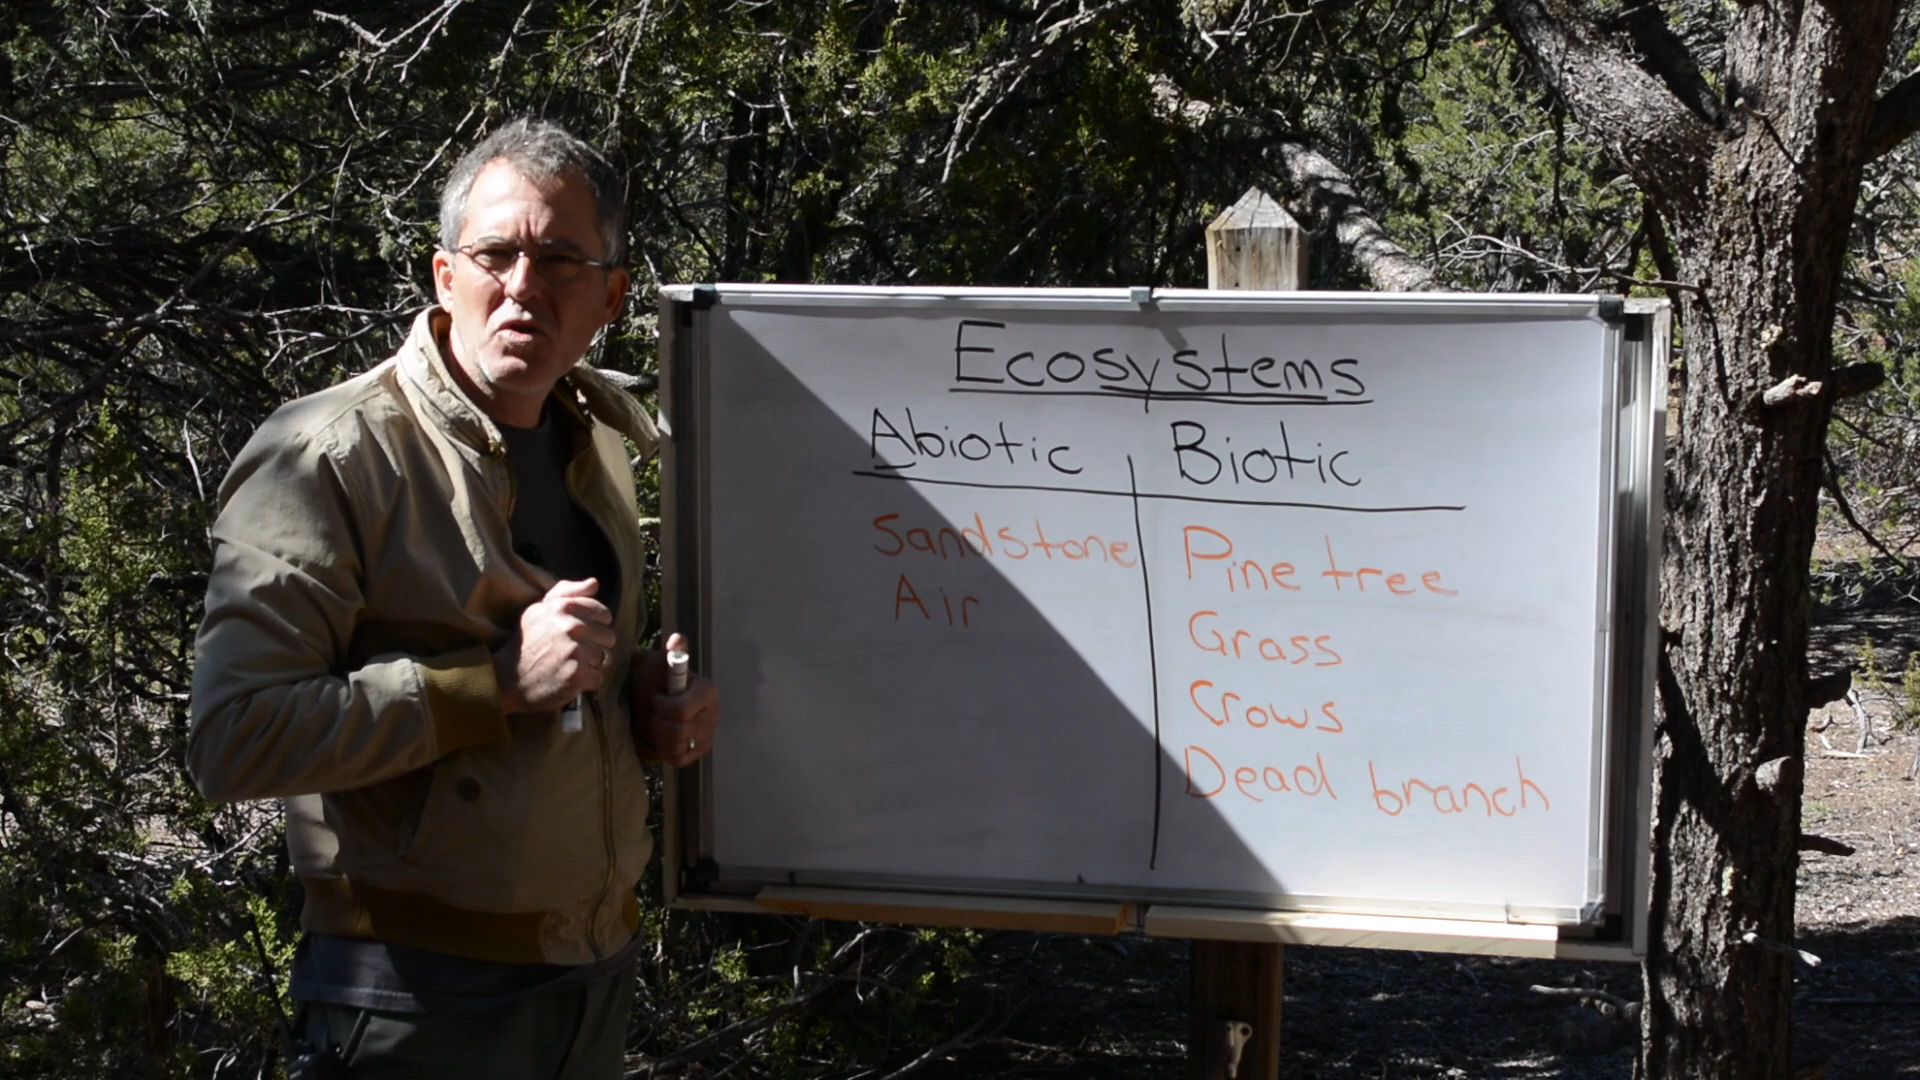 Ecosystems
Abiotic Biotic
Sandstone Pine tree
Air Grass
Crows
Dead branch